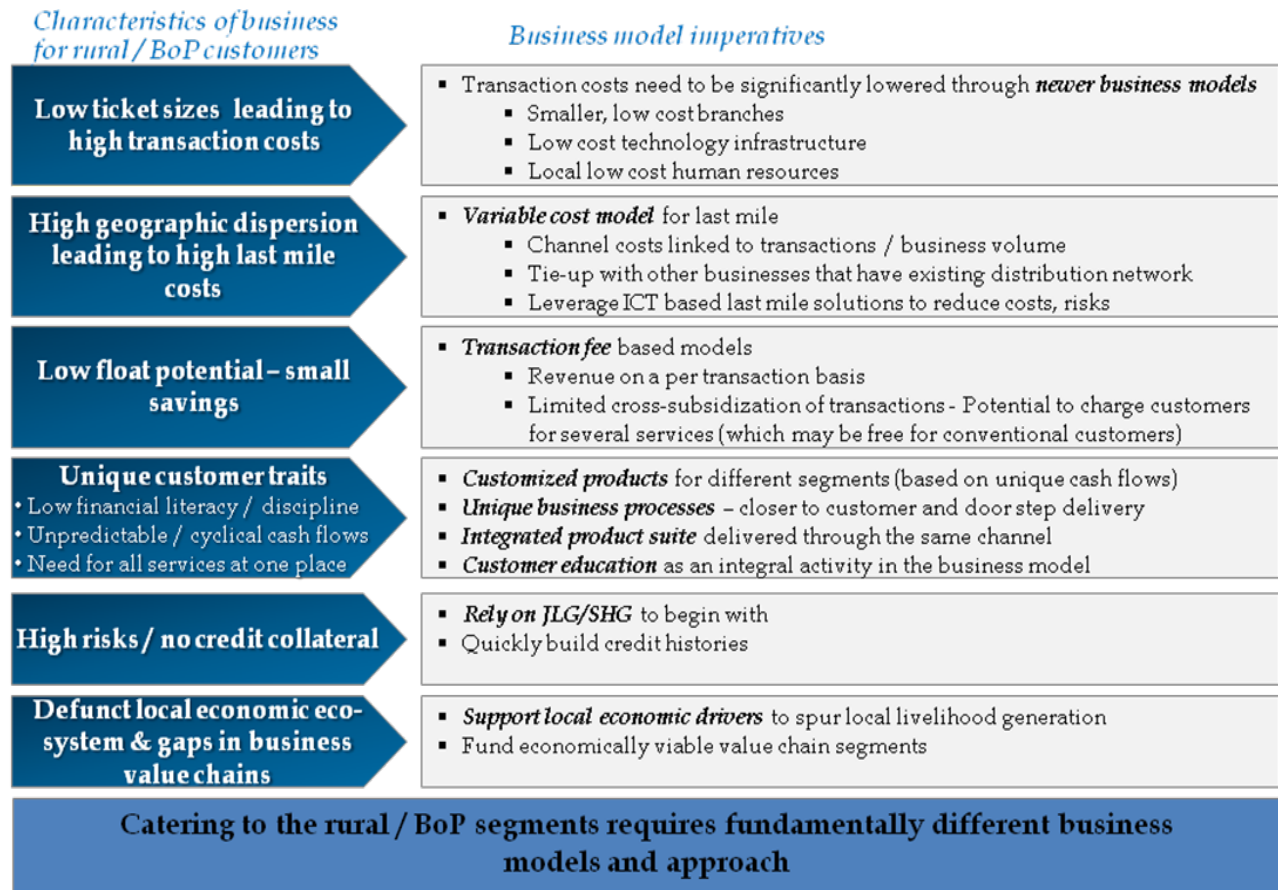 Characteristics of business
for rural / BoP customers
Business model imperatives
Low ticket sizes leading to
high transaction costs
▪ Transaction costs need to be significantly lowered through newer business models
▪ Smaller, low cost branches
▪ Low cost technology infrastructure
▪ Local low cost human resources
High geographic dispersion
leading to high last mile
costs
▪ Variable cost model for last mile
▪ Channel costs linked to transactions / business volume
▪ Tie-up with other businesses that have existing distribution network
▪ Leverage ICT based last mile solutions to reduce costs, risks
Low float potential – small
savings
▪ Transaction fee based models
▪ Revenue on a per transaction basis
▪ Limited cross-subsidization of transactions - Potential to charge customers
for several services (which may be free for conventional customers)
Unique customer traits
• Low financial literacy / discipline
• Unpredictable / cyclical cash flows
• Need for all services at one place
▪ Customized products for different segments (based on unique cash flows)
▪ Unique business processes – closer to customer and door step delivery
▪ Integrated product suite delivered through the same channel
▪ Customer education as an integral activity in the business model
High risks / no credit collateral
▪ Rely on JLG/SHG to begin with
▪ Quickly build credit histories
Defunct local economic eco-
system & gaps in business
value chains
▪ Support local economic drivers to spur local livelihood generation
▪ Fund economically viable value chain segments
Catering to the rural / BoP segments requires fundamentally different business
models and approach